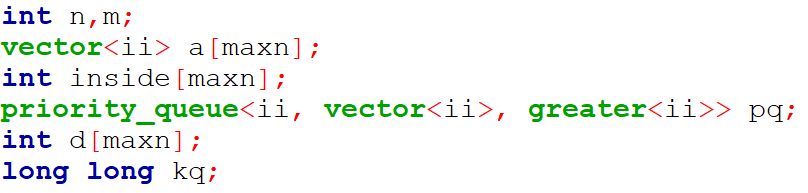 int n,m;
vector<ii> a[maxn];
int inside[maxn];
priority_queue<ii, vector<ii>, greater<ii>> pq;
int d[maxn];
long long kq;